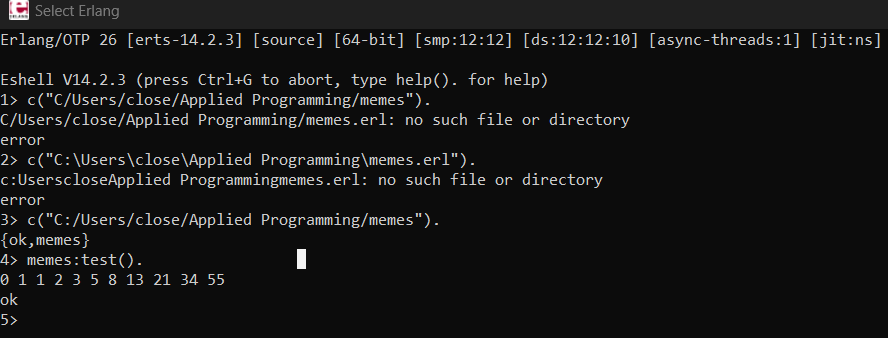 Select Erlang
Erlang/OTP 26 [erts-14.2.3] [source] [64-bit] [smp:12:12] [ds:12:12:10] [async-threads:1] [jit:ns]
Eshell V14.2.3 (press Ctrl+G to abort, type help(). for help)
1> c("C/Users/close/Applied Programming/memes").
C/Users/close/Applied Programming/memes.erl: no such file or directory
error
2> c("C:\Users\close\Applied Programming\memes.erl").
c:UserscloseApplied Programmingmemes.erl: no such file or directory
error
3> c("C:/Users/close/Applied Programming/memes").
{ok,memes}
4> memes:test().
0 1 1 2 3 5 8 13 21 34 55
ok
5>